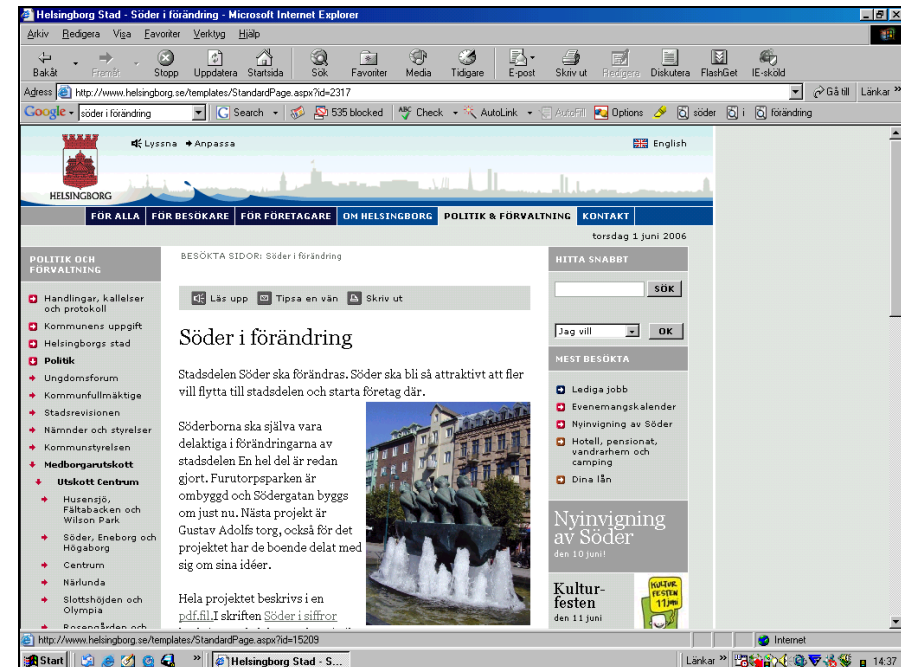 Helsingborg Stad - Söder i förändring - Microsoft Internet Explorer
Arkiv Redigera Visa Favoriter Verktyg Hjälp
Bakåt Framåt Stopp Uppdatera Startsida Sök Favoriter Media Tidigare E-post Skriv ut Redigera Diskutera FlashGet IE-sköld
Adress http://www.helsingborg.se/templates/StandardPage.aspx?id=2317 Gå till Länkar »
Google söder i förändring G Search 535 blocked ABC Check AutoLink AutoFill Options söder i förändring
Lyssna Anpassa English
HELSINGBORG
FÖR ALLA FÖR BESÖKARE FÖR FÖRETAGARE OM HELSINGBORG POLITIK & FÖRVALTNING KONTAKT
torsdag 1 juni 2006
POLITIK OCH
FÖRVALTNING
Handlingar, kallelser
och protokoll
Kommunens uppgift
Helsingborgs stad
Politik
Ungdomsforum
Kommunfullmäktige
Stadsrevisionen
Nämnder och styrelser
Kommunstyrelsen
Medborgarutskott
Utskott Centrum
Husensjö,
Fältabacken och
Wilson Park
Söder, Eneborg och
Högaborg
Centrum
Närlunda
Slottshöjden och
Olympia
Rosengården och
BESÖKTA SIDOR: Söder i förändring
Läs upp Tipsa en vän Skriv ut
Söder i förändring
Stadsdelen Söder ska förändras. Söder ska bli så attraktivt att fler
vill flytta till stadsdelen och starta företag där.
Söderborna ska själva vara
delaktiga i förändringarna av
stadsdelen En hel del är redan
gjort. Furutorpsparken är
ombyggd och Södergatan byggs
om just nu. Nästa projekt är
Gustav Adolfs torg, också för det
projektet har de boende delat med
sig om sina idéer.
Hela projektet beskrivs i en
pdf.fil.I skriften Söder i siffror
HITTA SNABBT
SÖK
Jag vill OK
MEST BESÖKTA
Lediga jobb
Evenemangskalender
Nyinvigning av Söder
Hotell, pensionat,
vandrarhem och
camping
Dina lån
Nyinvigning
av Söder
den 10 juni!
Kultur-
festen
den 11 juni
KULTUR
FESTEN
11 JUNI
http://www.helsingborg.se/templates/StandardPage.aspx?id=15209 Internet
Start » Helsingborg Stad - S... Länkar » 14:37